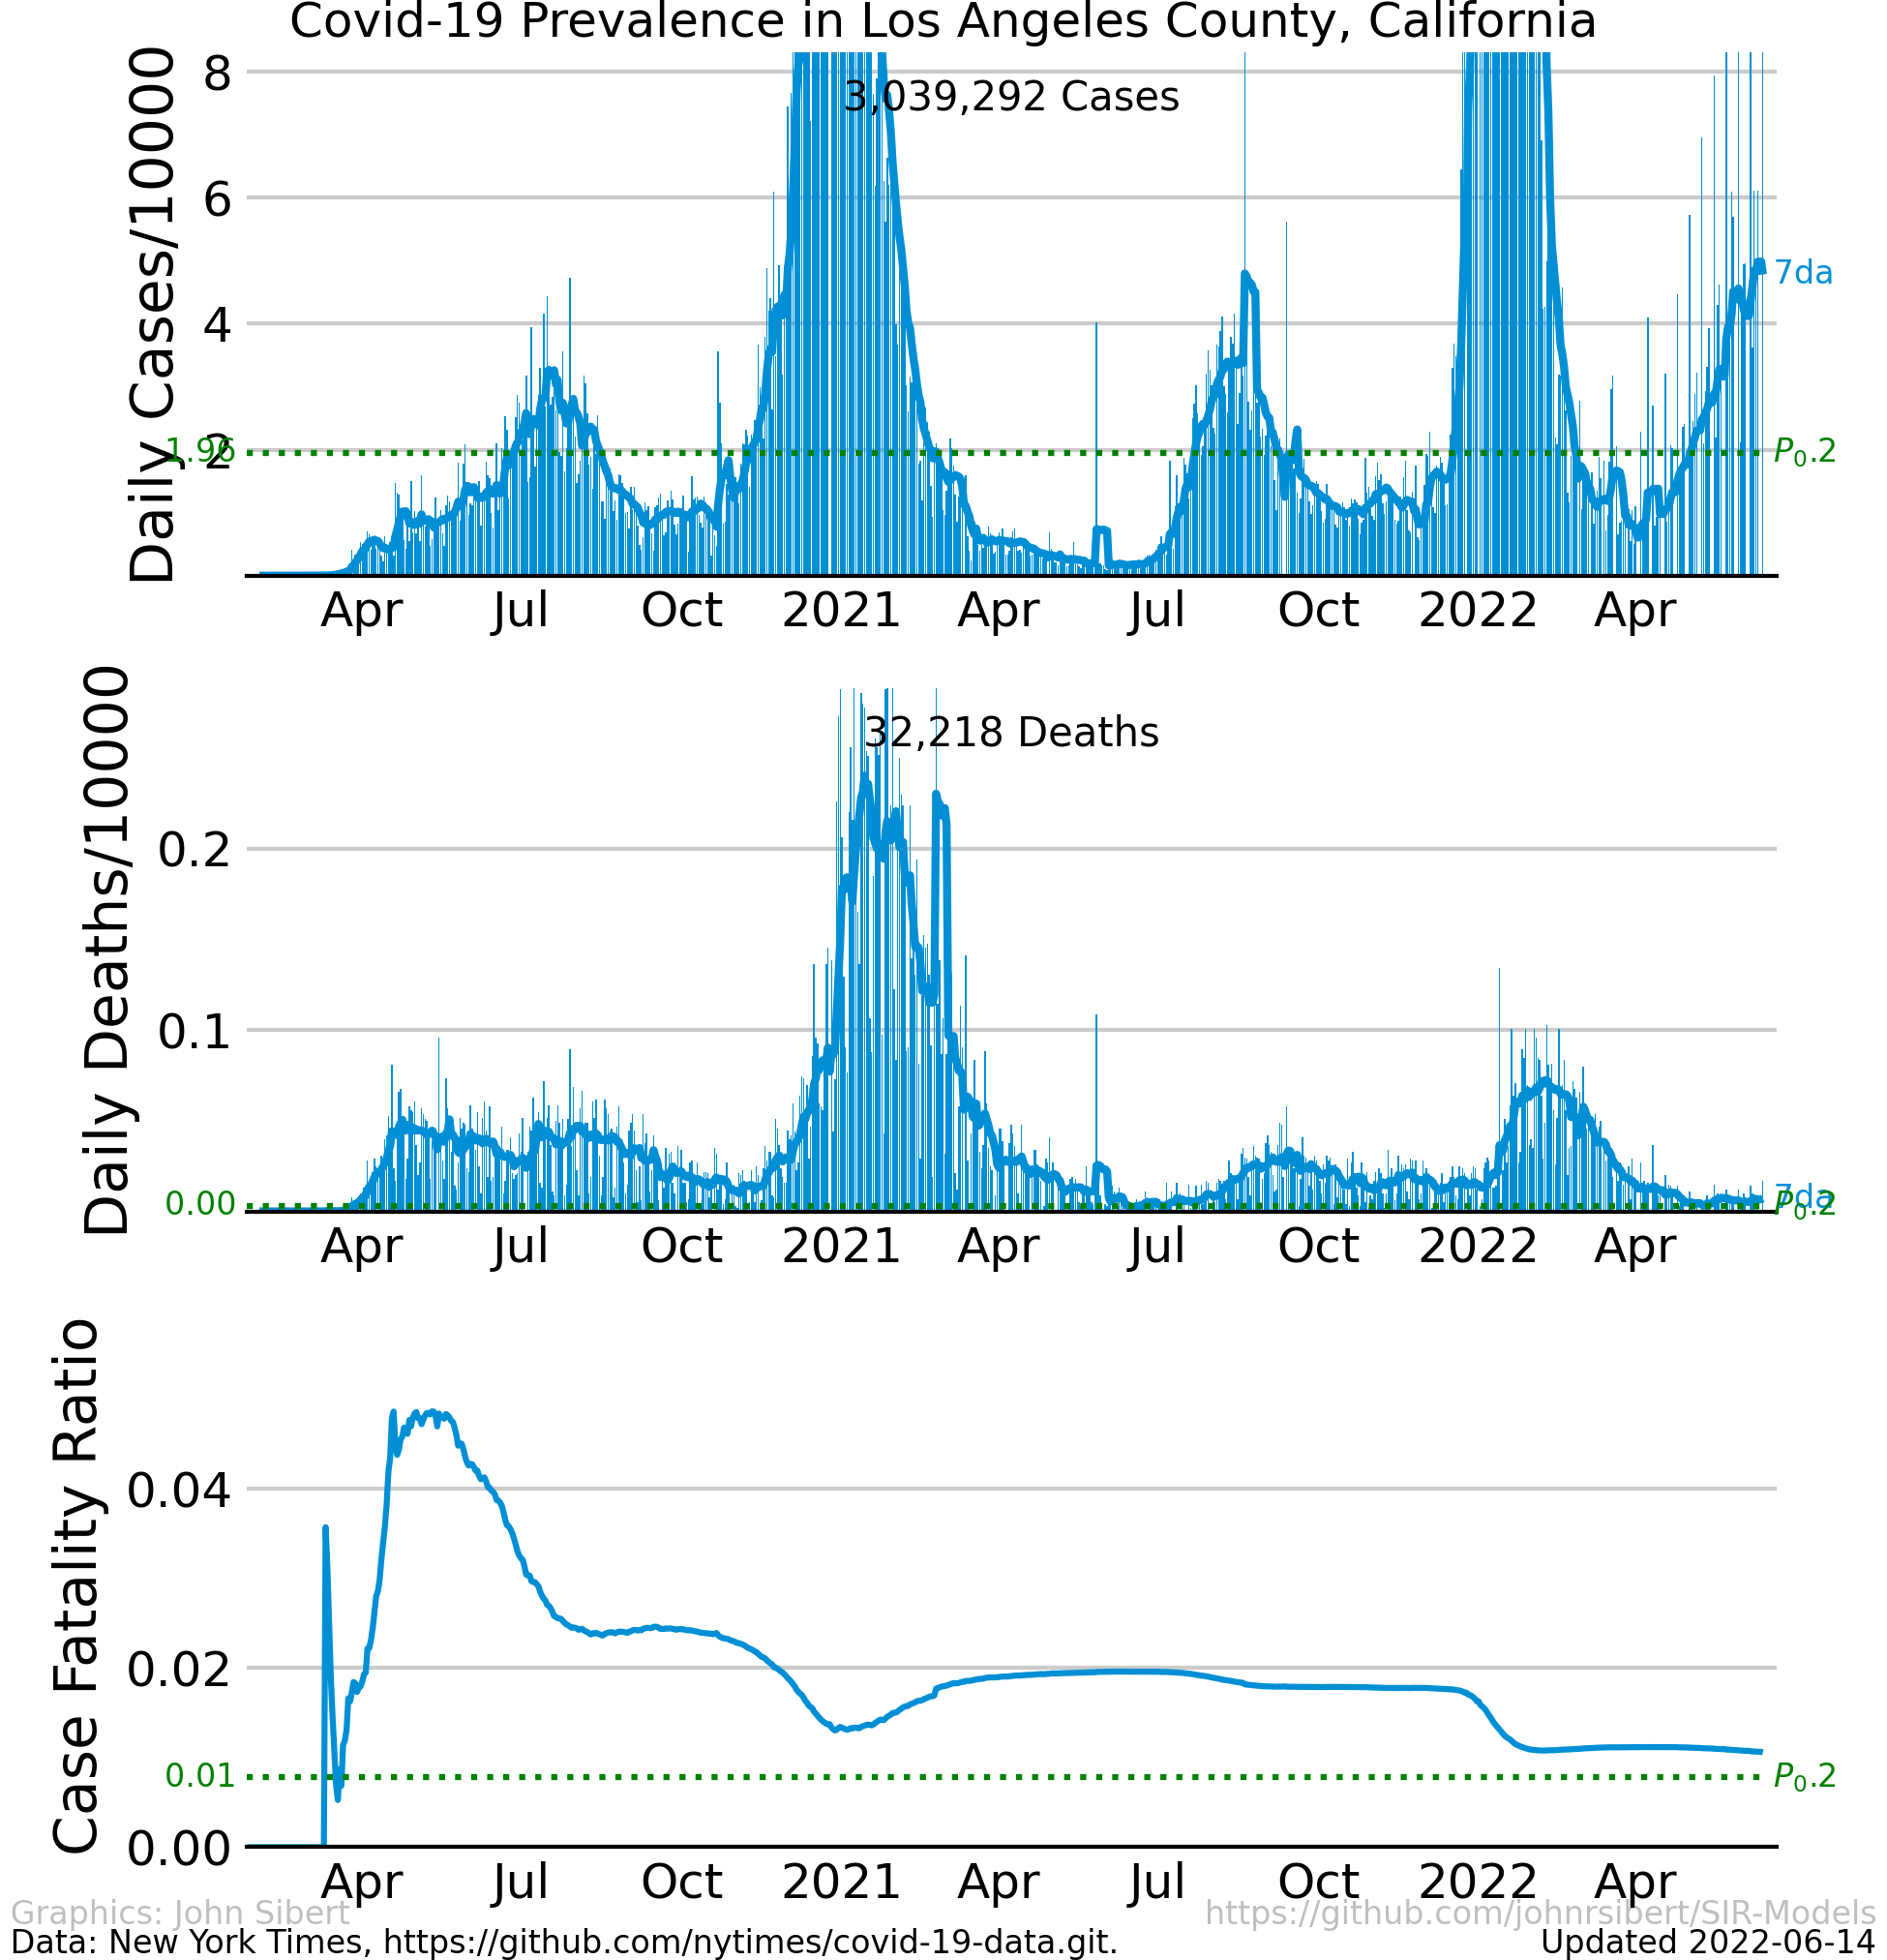 Covid-19 Prevalence in Los Angeles County, California
Daily Cases/10000
8
3,039,292 Cases
6
7da
4
1.96
2
P0.2
Apr Jul Oct 2021 Apr Jul Oct 2022 Apr
Daily Deaths/10000
32,218 Deaths
0.2
0.1
0.00
7da
P0.2
Apr Jul Oct 2021 Apr Jul Oct 2022 Apr
Case Fatality Ratio
0.04
0.02
0.01
P0.2
0.00
Apr Jul Oct 2021 Apr Jul Oct 2022 Apr
Graphics: John Sibert https://github.com/johnrsibert/SIR-Models
Data: New York Times, https://github.com/nytimes/covid-19-data.git. Updated 2022-06-14